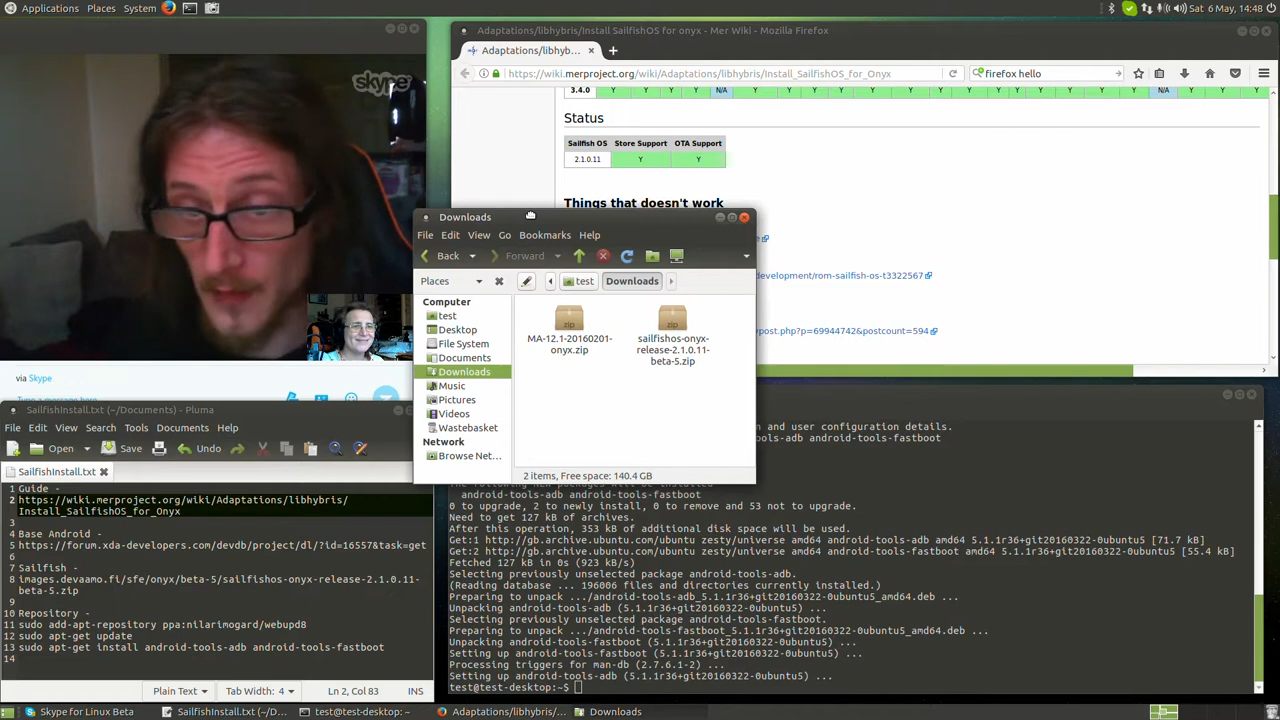 Applications Places System
Sat 6 May, 14:48
skype
via Skype
Type a message here
Adaptations/libhybris/Install SailfishOS for onyx - Mer Wiki - Mozilla Firefox
Adaptations/libhyb...
https://wiki.merproject.org/wiki/Adaptations/libhybris/Install_SailfishOS_for_Onyx
firefox hello
3.4.0 Y Y Y Y N/A Y Y Y Y Y Y Y Y Y Y N/A Y Y Y
Status
Sailfish OS Store Support OTA Support
2.1.0.11 Y Y
Things that doesn't work
development/rom-sailfish-os-t3322567
post.php?p=69944742&postcount=594
Downloads
File Edit View Go Bookmarks Help
Back Forward
Places test Downloads
Computer
test
Desktop
File System
Documents
Downloads
Music
Pictures
Videos
Wastebasket
Network
Browse Net...
zip
MA-12.1-20160201-
onyx.zip
zip
sailfishos-onyx-
release-2.1.0.11-
beta-5.zip
2 items, Free space: 140.4 GB
SailfishInstall.txt (~/Documents) - Pluma
File Edit View Search Tools Documents Help
Open Save Undo
SailfishInstall.txt
1 Guide -
2 https://wiki.merproject.org/wiki/Adaptations/libhybris/
Install_SailfishOS_for_Onyx
3
4 Base Android -
5 https://forum.xda-developers.com/devdb/project/dl/?id=16557&task=get
6
7 Sailfish -
8 images.devaamo.fi/sfe/onyx/beta-5/sailfishos-onyx-release-2.1.0.11-
beta-5.zip
9
10 Repository -
11 sudo add-apt-repository ppa:nilarimogard/webupd8
12 sudo apt-get update
13 sudo apt-get install android-tools-adb android-tools-fastboot
14
Plain Text Tab Width: 4 Ln 2, Col 83 INS
n and user configuration details.
ools-adb android-tools-fastboot
The following NEW packages will be installed
android-tools-adb android-tools-fastboot
0 to upgrade, 2 to newly install, 0 to remove and 53 not to upgrade.
Need to get 127 kB of archives.
After this operation, 353 kB of additional disk space will be used.
Get:1 http://gb.archive.ubuntu.com/ubuntu zesty/universe amd64 android-tools-adb amd64 5.1.1r36+git20160322-0ubuntu5 [71.7 kB]
Get:2 http://gb.archive.ubuntu.com/ubuntu zesty/universe amd64 android-tools-fastboot amd64 5.1.1r36+git20160322-0ubuntu5 [55.4 kB]
Fetched 127 kB in 0s (923 kB/s)
Selecting previously unselected package android-tools-adb.
(Reading database ... 196006 files and directories currently installed.)
Preparing to unpack .../android-tools-adb_5.1.1r36+git20160322-0ubuntu5_amd64.deb ...
Unpacking android-tools-adb (5.1.1r36+git20160322-0ubuntu5) ...
Selecting previously unselected package android-tools-fastboot.
Preparing to unpack .../android-tools-fastboot_5.1.1r36+git20160322-0ubuntu5_amd64.deb ...
Unpacking android-tools-fastboot (5.1.1r36+git20160322-0ubuntu5) ...
Setting up android-tools-fastboot (5.1.1r36+git20160322-0ubuntu5) ...
Processing triggers for man-db (2.7.6.1-2) ...
Setting up android-tools-adb (5.1.1r36+git20160322-0ubuntu5) ...
test@test-desktop:~$
Skype for Linux Beta
SailfishInstall.txt (~/D...
test@test-desktop: ~
Adaptations/libhybris/...
Downloads